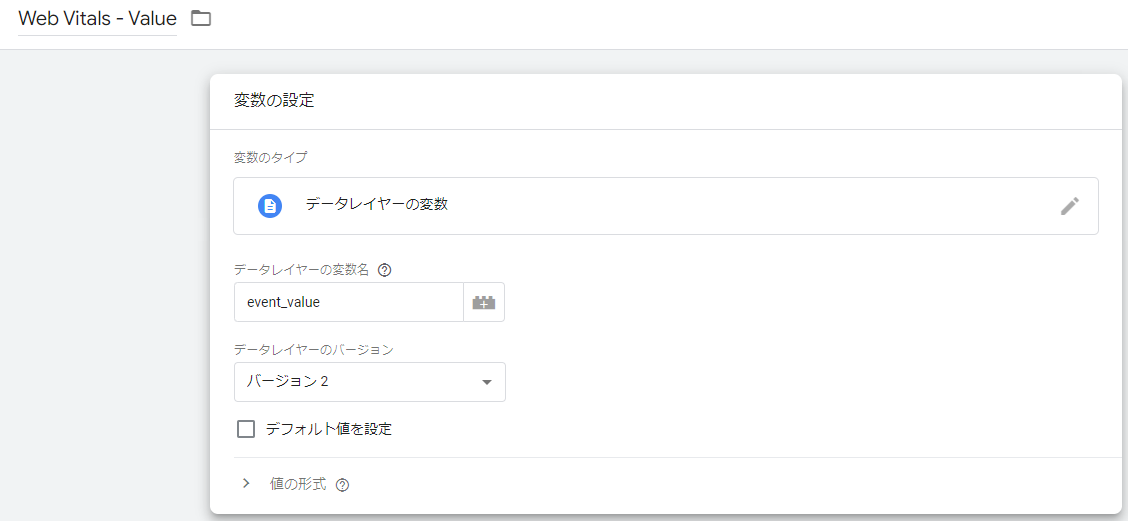 Web Vitals - Value
変数の設定
変数のタイプ
データレイヤーの変数
データレイヤーの変数名
event_value
データレイヤーのバージョン
バージョン 2
デフォルト値を設定
値の形式